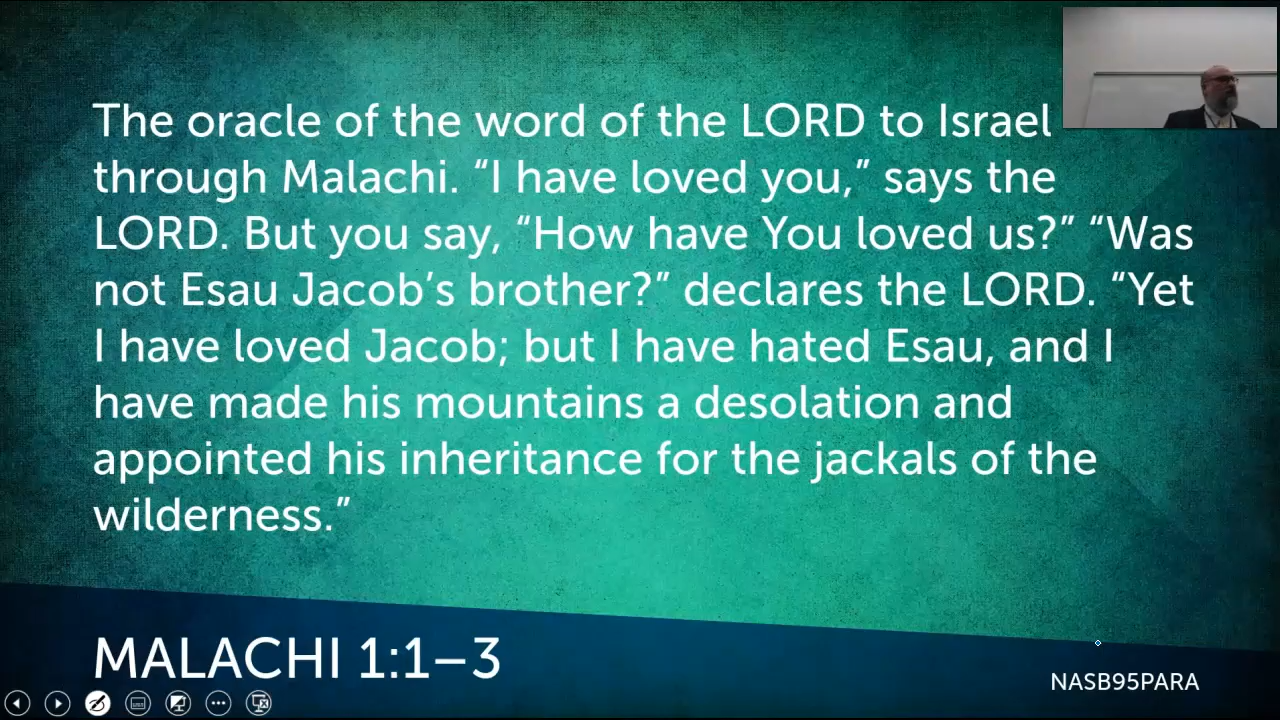 The oracle of the word of the LORD to Israel
through Malachi. “I have loved you,” says the
LORD. But you say, “How have You loved us?” “Was
not Esau Jacob’s brother?” declares the LORD. “Yet
I have loved Jacob; but I have hated Esau, and I
have made his mountains a desolation and
appointed his inheritance for the jackals of the
wilderness.”
MALACHI 1:1–3
NASB95PARA